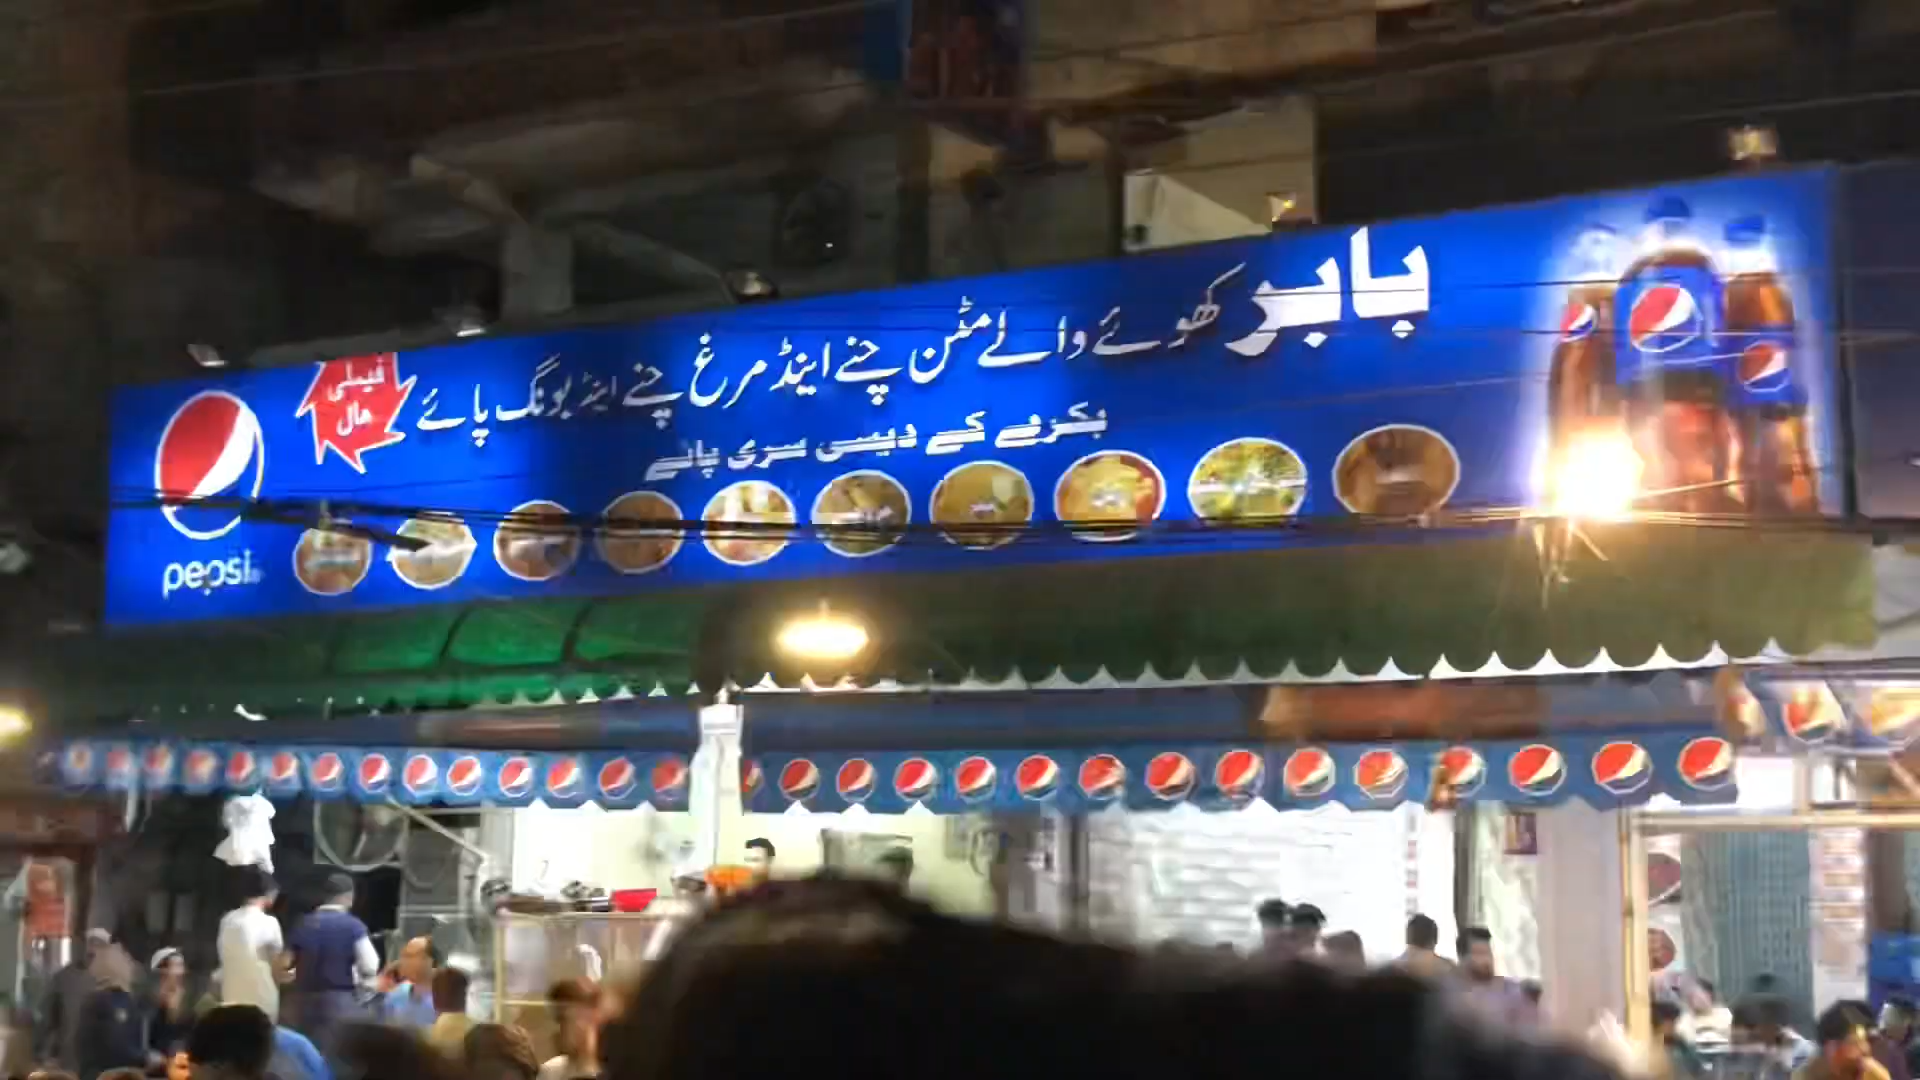 بابر کھوئے والے مٹن چنے اینڈ مرغ چنے اینڈ بونگ پائے
فیملی
ہال
بکرے کے دیسی سری پائے
pepsi